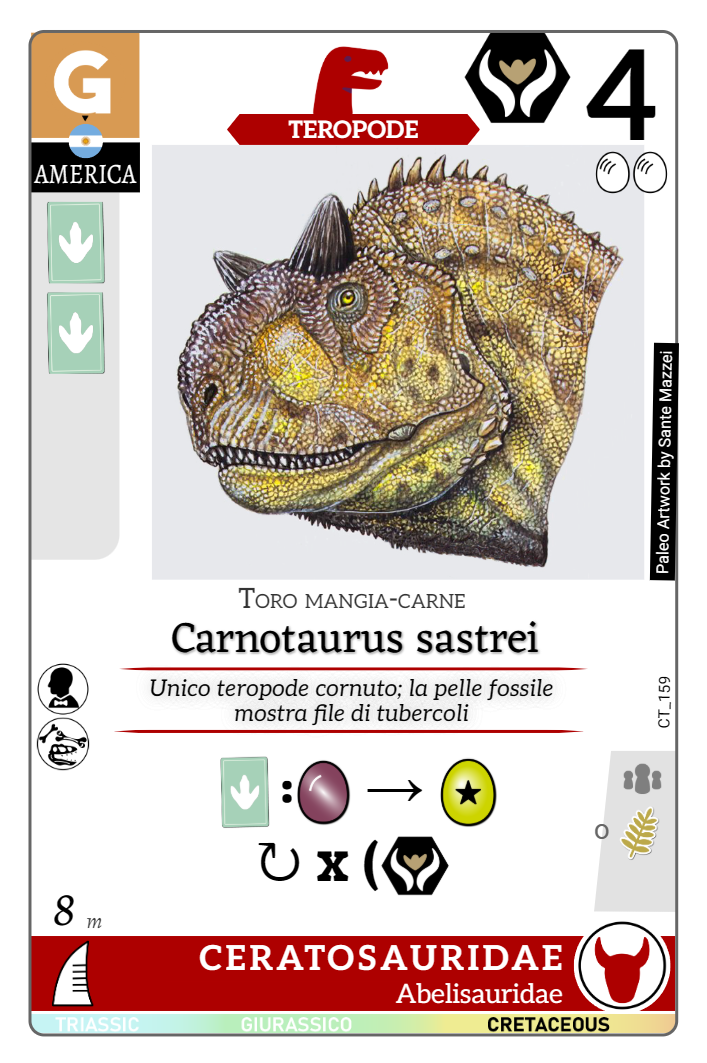 G
TEROPODE
4
AMERICA
Paleo Artwork by Sante Mazzei
Toro mangia-carne
Carnotaurus sastrei
Unico teropode cornuto; la pelle fossile
mostra file di tubercoli
CT_159
:
x (
o
8 m
CERATOSAURIDAE
Abelisauridae
TRIASSIC GIURASSICO CRETACEOUS